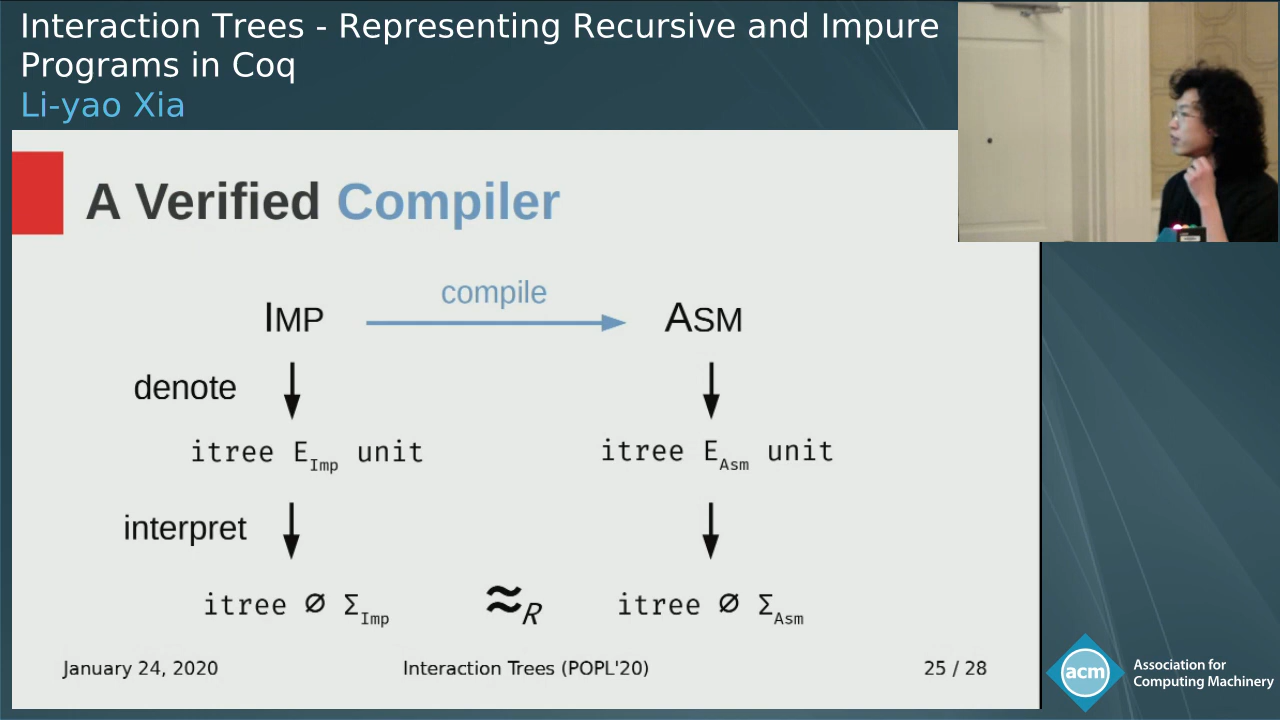 Interaction Trees - Representing Recursive and Impure
Programs in Coq
Li-yao Xia
A Verified Compiler
compile
IMP
ASM
denote
itree E_Imp unit
itree E_Asm unit
interpret
itree ∅ Σ_Imp
≈_R
itree ∅ Σ_Asm
January 24, 2020
Interaction Trees (POPL'20)
25 / 28
acm
Association for
Computing Machinery